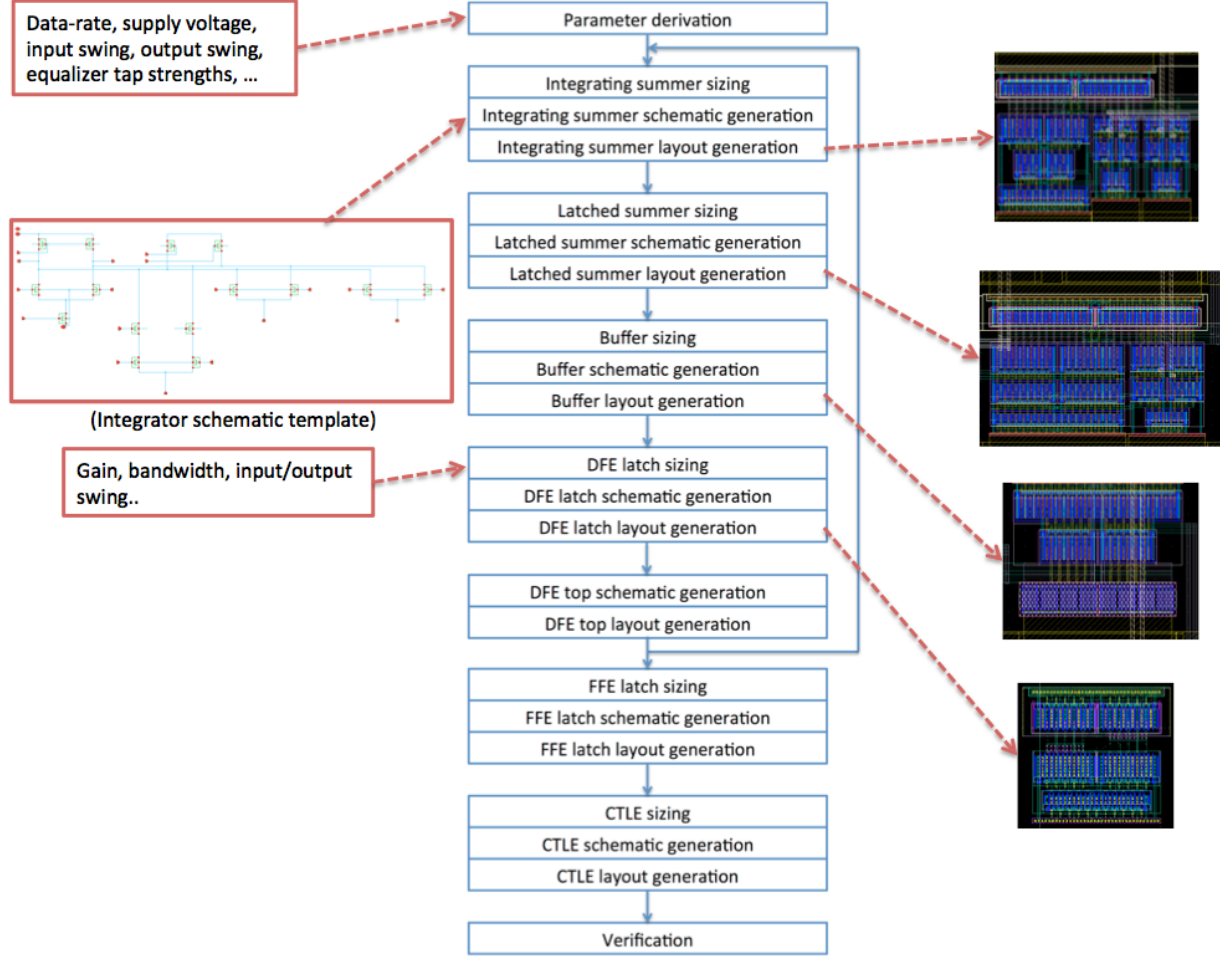 Data-rate, supply voltage,
input swing, output swing,
equalizer tap strengths, ...
Parameter derivation
Integrating summer sizing
Integrating summer schematic generation
Integrating summer layout generation
Latched summer sizing
Latched summer schematic generation
Latched summer layout generation
(Integrator schematic template)
Buffer sizing
Buffer schematic generation
Buffer layout generation
Gain, bandwidth, input/output
swing..
DFE latch sizing
DFE latch schematic generation
DFE latch layout generation
DFE top schematic generation
DFE top layout generation
FFE latch sizing
FFE latch schematic generation
FFE latch layout generation
CTLE sizing
CTLE schematic generation
CTLE layout generation
Verification